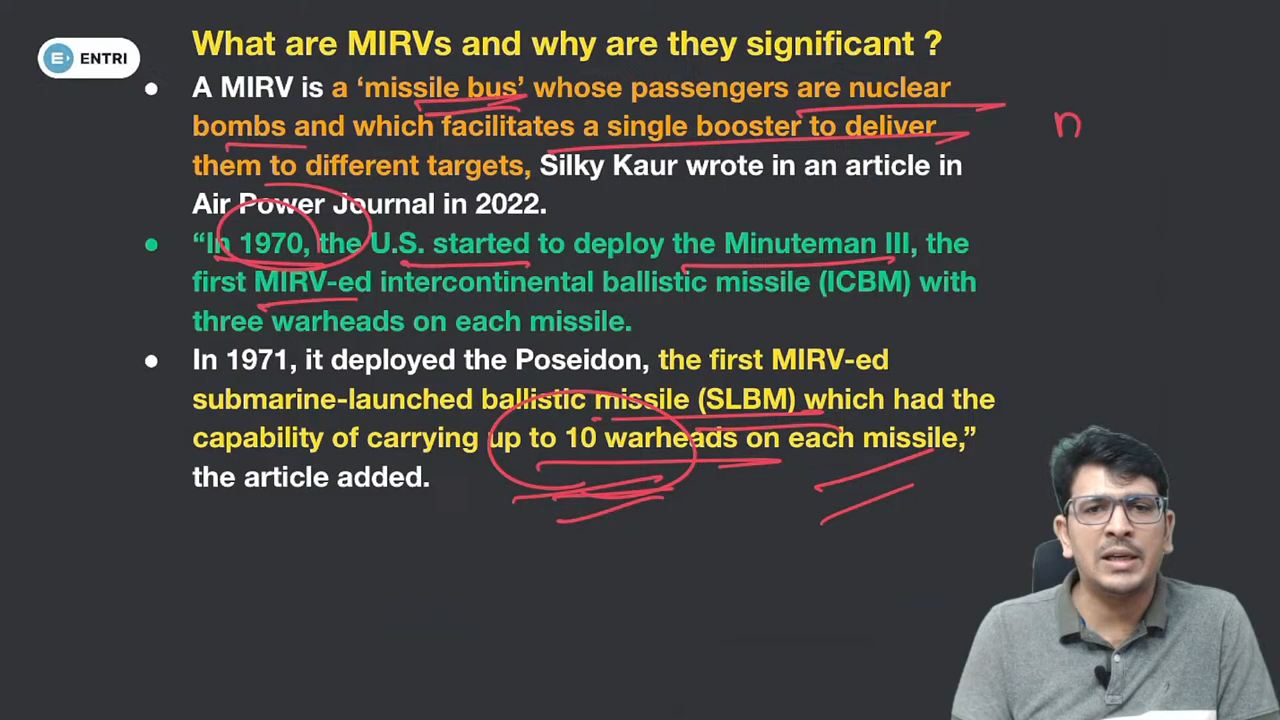 What are MIRVs and why are they significant ?
ENTRI
● A MIRV is a ‘missile bus’ whose passengers are nuclear
bombs and which facilitates a single booster to deliver
n
them to different targets, Silky Kaur wrote in an article in
Air Power Journal in 2022.
● “In 1970, the U.S. started to deploy the Minuteman III, the
first MIRV-ed intercontinental ballistic missile (ICBM) with
three warheads on each missile.
● In 1971, it deployed the Poseidon, the first MIRV-ed
submarine-launched ballistic missile (SLBM) which had the
capability of carrying up to 10 warheads on each missile,”
the article added.